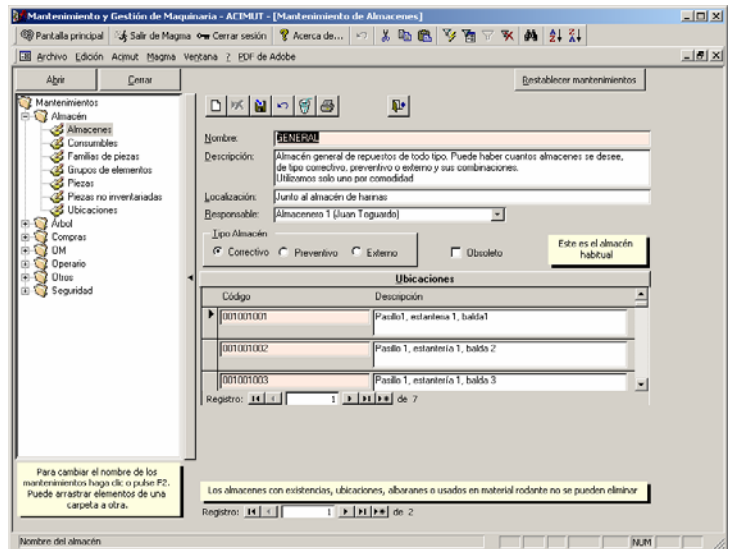 Mantenimiento y Gestión de Maquinaria - ACIMUT - [Mantenimiento de Almacenes]
Pantalla principal Salir de Magma Cerrar sesión Acerca de...
Archivo Edición Acimut Magma Ventana ? PDF de Adobe
Abrir Cerrar Restablecer mantenimientos
Mantenimientos
Almacén
Almacenes
Consumibles
Familias de piezas
Grupos de elementos
Piezas
Piezas no inventariadas
Ubicaciones
Árbol
Compras
OM
Operario
Otros
Seguridad
Nombre: GENERAL
Descripción: Almacén general de repuestos de todo tipo. Puede haber cuantos almacenes se desee,
de tipo correctivo, preventivo o externo y sus combinaciones.
Utilizamos solo uno por comodidad
Localización: Junto al almacén de harinas
Responsable: Almacenero 1 (Juan Toguardo)
Tipo Almacén
Correctivo Preventivo Externo Obsoleto
Este es el almacén
habitual
Ubicaciones
Código Descripción
001001001 Pasillo1, estanteria 1, balda1
001001002 Pasillo 1, estantería 1, balda 2
001001003 Pasillo 1, estantería 1, balda 3
Registro: 1 de 7
Para cambiar el
nombre de los
mantenimientos haga clic o pulse F2.
Puede arrastrar elementos de una
carpeta a otra.
Los almacenes con existencias, ubicaciones, albaranes o usados en material rodante no se pueden eliminar
Registro: 1 de 2
Nombre del almacén NUM